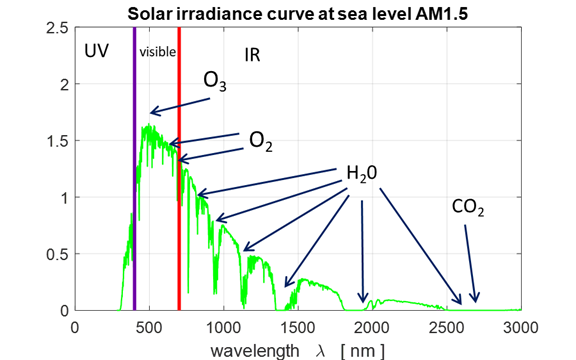 Solar irradiance curve at sea level AM1.5
2.5
2
1.5
1
0.5
0
UV
visible
IR
O3
O2
H20
CO2
0 500 1000 1500 2000 2500 3000
wavelength λ [ nm ]